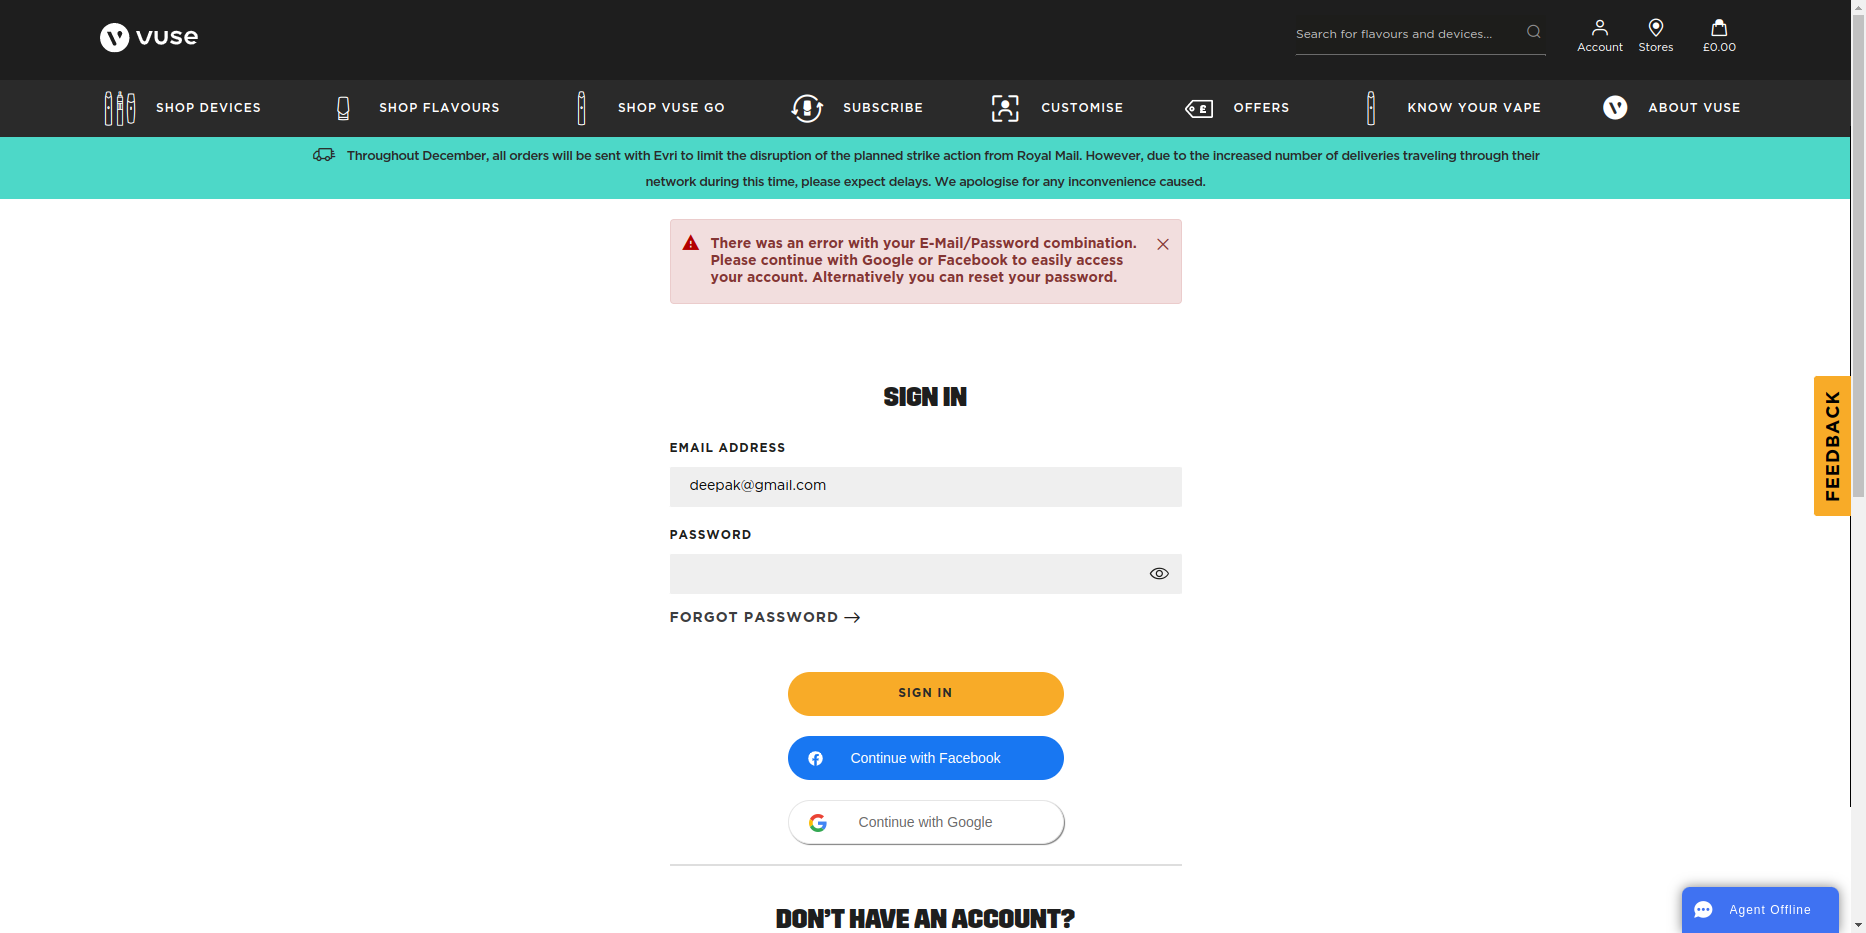 vuse
Search for flavours and devices...
Account
Stores
£0.00
SHOP DEVICES
SHOP FLAVOURS
SHOP VUSE GO
SUBSCRIBE
CUSTOMISE
£
OFFERS
KNOW YOUR VAPE
ABOUT VUSE
Throughout December, all orders will be sent with Evri to limit the disruption of the planned strike action from Royal Mail. However, due to the increased number of deliveries traveling through their
network during this time, please expect delays. We apologise for any inconvenience caused.
There was an error with your E-Mail/Password combination.
Please continue with Google or Facebook to easily access
your account. Alternatively you can reset your password.
SIGN IN
EMAIL ADDRESS
deepak@gmail.com
PASSWORD
FORGOT PASSWORD
SIGN IN
Continue with Facebook
Continue with Google
DON'T HAVE AN ACCOUNT?
FEEDBACK
Agent Offline